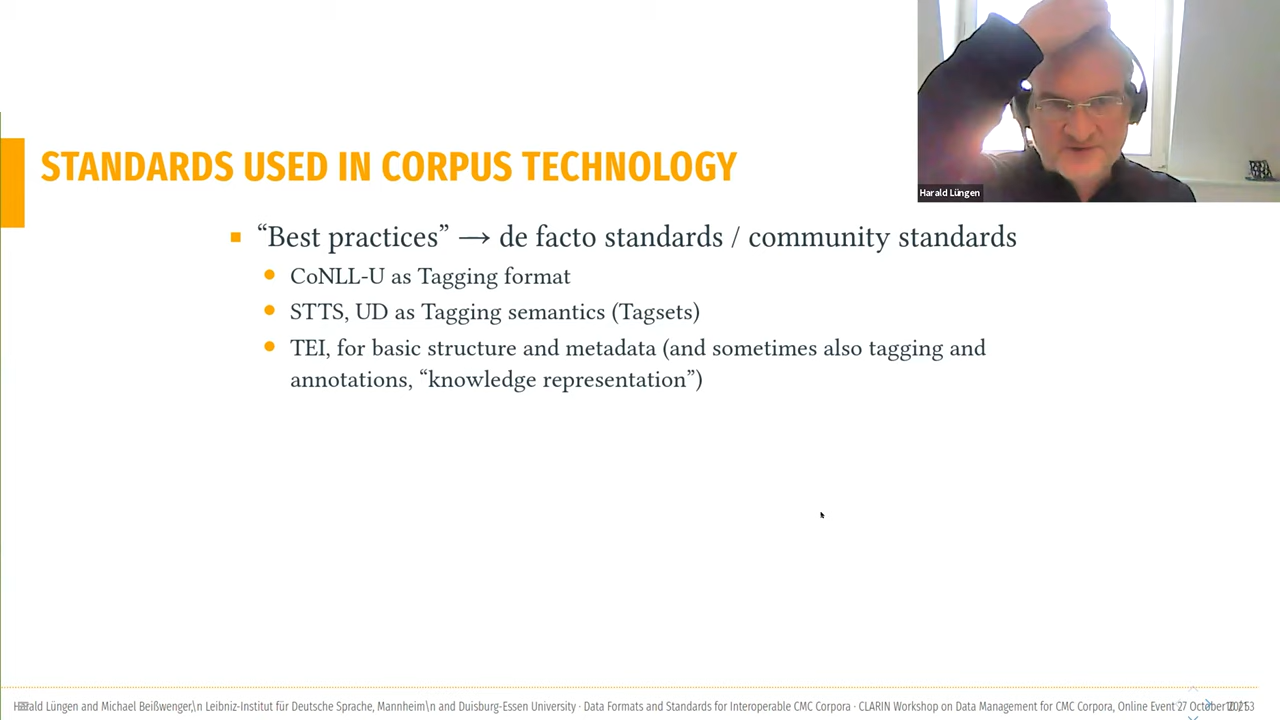 Harald Lüngen
STANDARDS USED IN CORPUS TECHNOLOGY
“Best practices” → de facto standards / community standards
CoNLL-U as Tagging format
STTS, UD as Tagging semantics (Tagsets)
TEI, for basic structure and metadata (and sometimes also tagging and
annotations, “knowledge representation”)
Harald Lüngen and Michael Beißwenger,\n Leibniz-Institut für Deutsche Sprache, Mannheim\n and Duisburg-Essen University · Data Formats and Standards for Interoperable CMC Corpora · CLARIN Workshop on Data Management for CMC Corpora, Online Event 27 October 2021